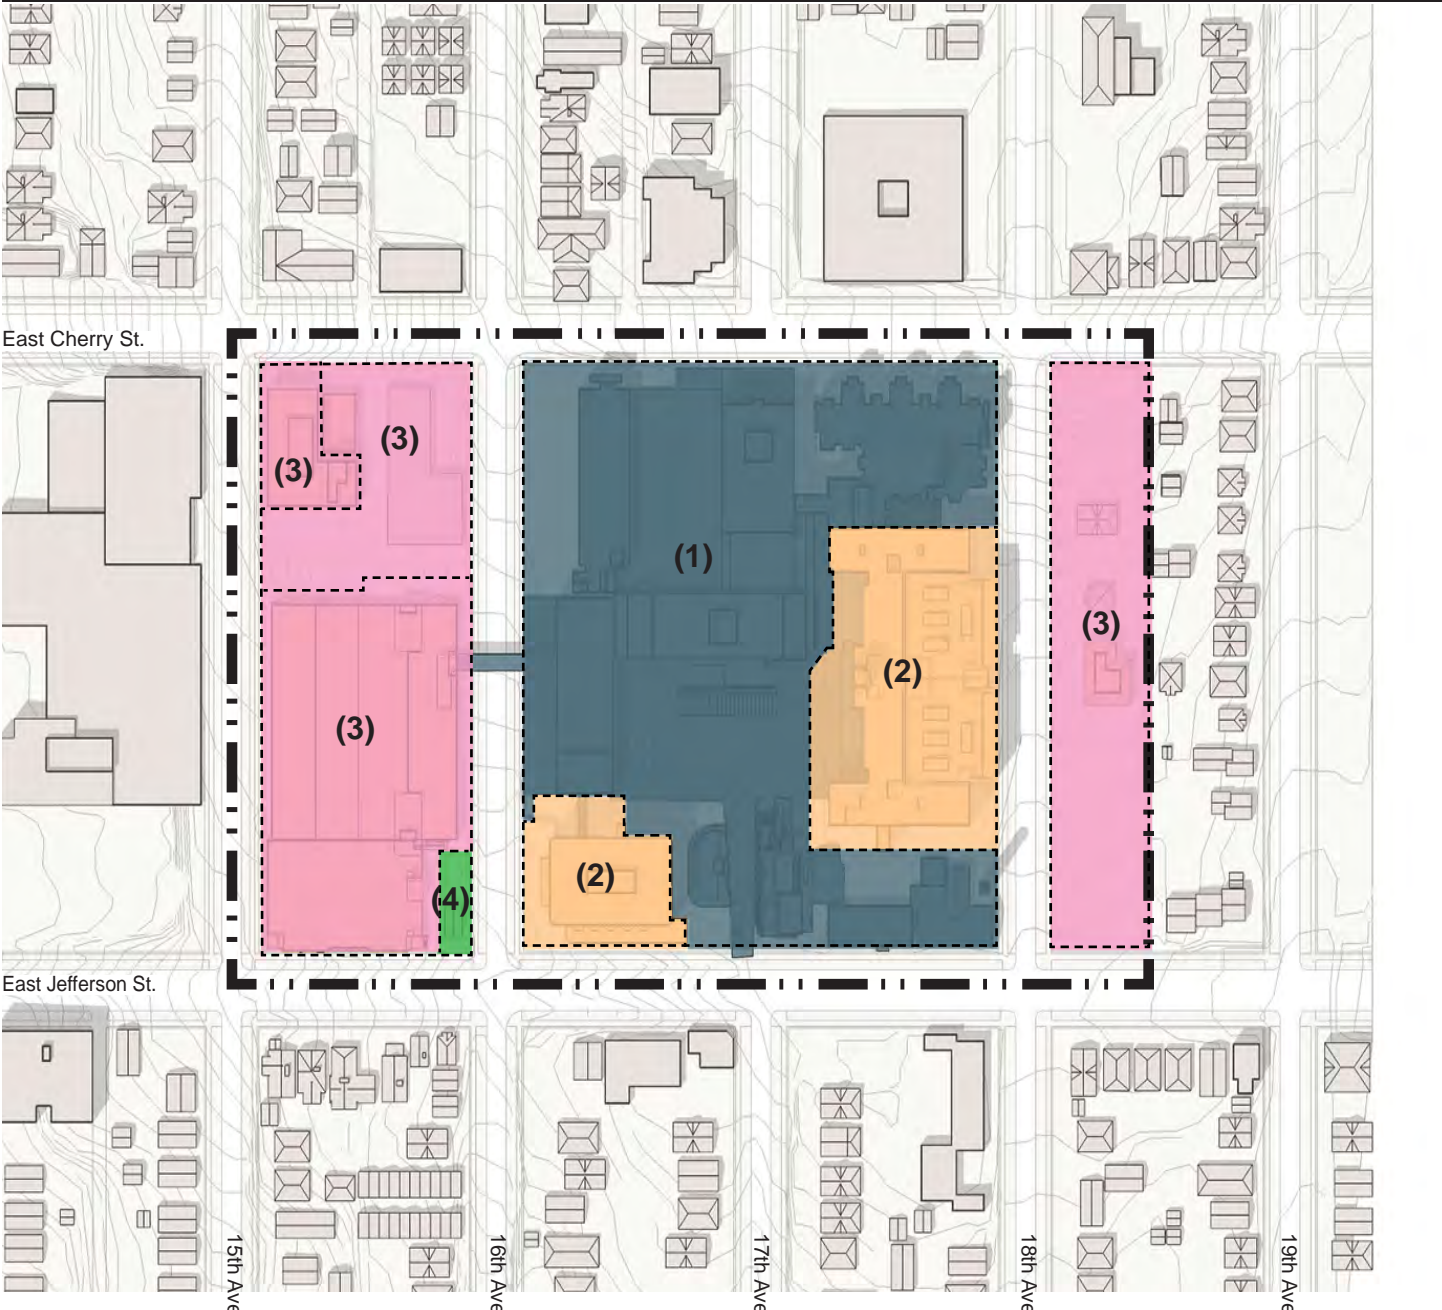 East Cherry St.
(3)
(3)
(1)
(3)
(2)
(3)
(2)
(4)
East Jefferson St.
15th Ave
16th Ave
17th Ave
18th Ave
19th Ave